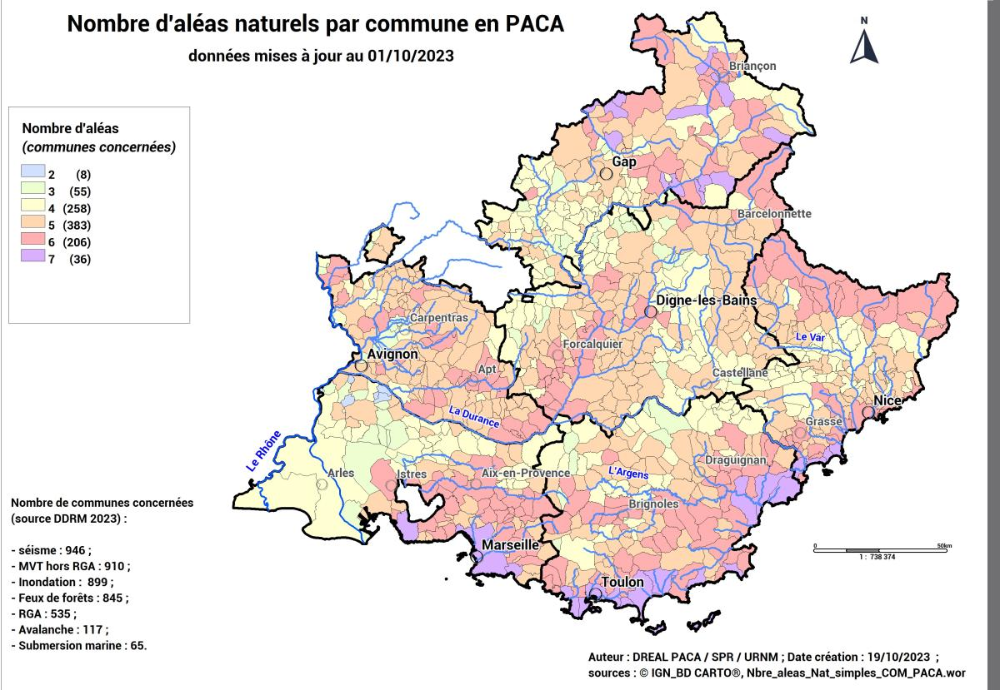 Nombre d'aléas naturels par commune en PACA
données mises à jour au 01/10/2023
N
Nombre d'aléas
(communes concernées)
2 (8)
3 (55)
4 (258)
5 (383)
6 (206)
7 (36)
Briançon
Gap
Barcelonnette
Digne-les-Bains
Carpentras
Le Var
Forcalquier
Avignon
Apt
Castellane
Nice
La Durance
Grasse
Le Rhône
Draguignan
Arles
Istres
Aix-en-Provence
L'Argens
Brignoles
Marseille
Toulon
0 50km
1 : 738 374
Nombre de communes concernées
(source DDRM 2023) :
- séisme : 946 ;
- MVT hors RGA : 910 ;
- Inondation : 899 ;
- Feux de forêts : 845 ;
- RGA : 535 ;
- Avalanche : 117 ;
- Submersion marine : 65.
Auteur : DREAL PACA / SPR / URNM ; Date création : 19/10/2023 ;
sources : © IGN_BD CARTO®, Nbre_aleas_Nat_simples_COM_PACA.wor